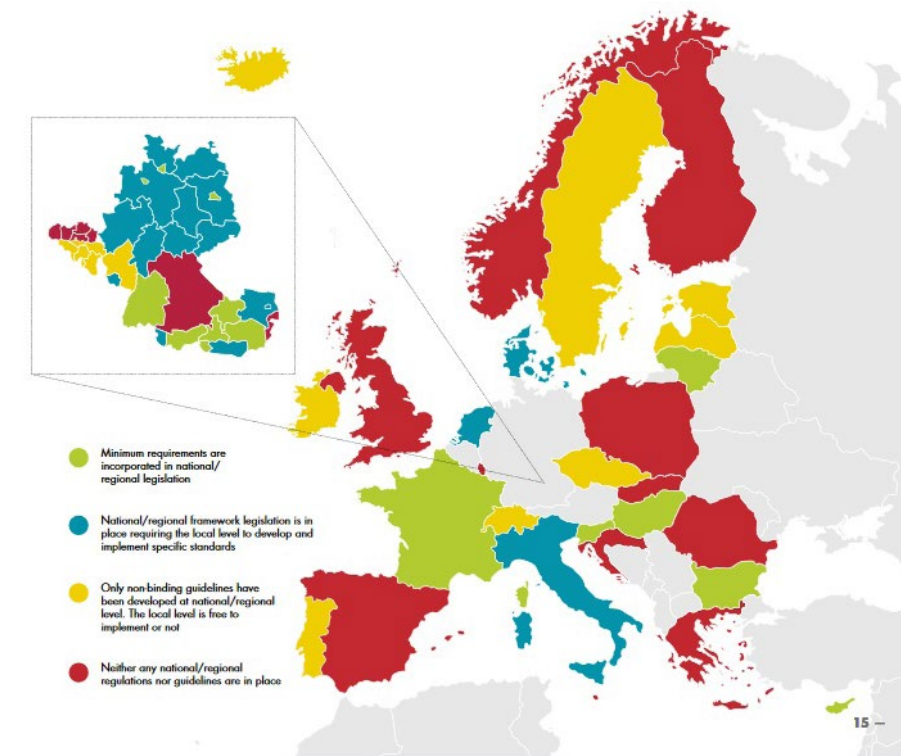 Minimum requirements are
incorporated in national/
regional legislation
National/regional framework legislation is in
place requiring the local level to develop and
implement specific standards
Only non-binding guidelines have
been developed at national/regional
level. The local level is free to
implement or not
Neither any national/regional
regulations nor guidelines are in place
15 —